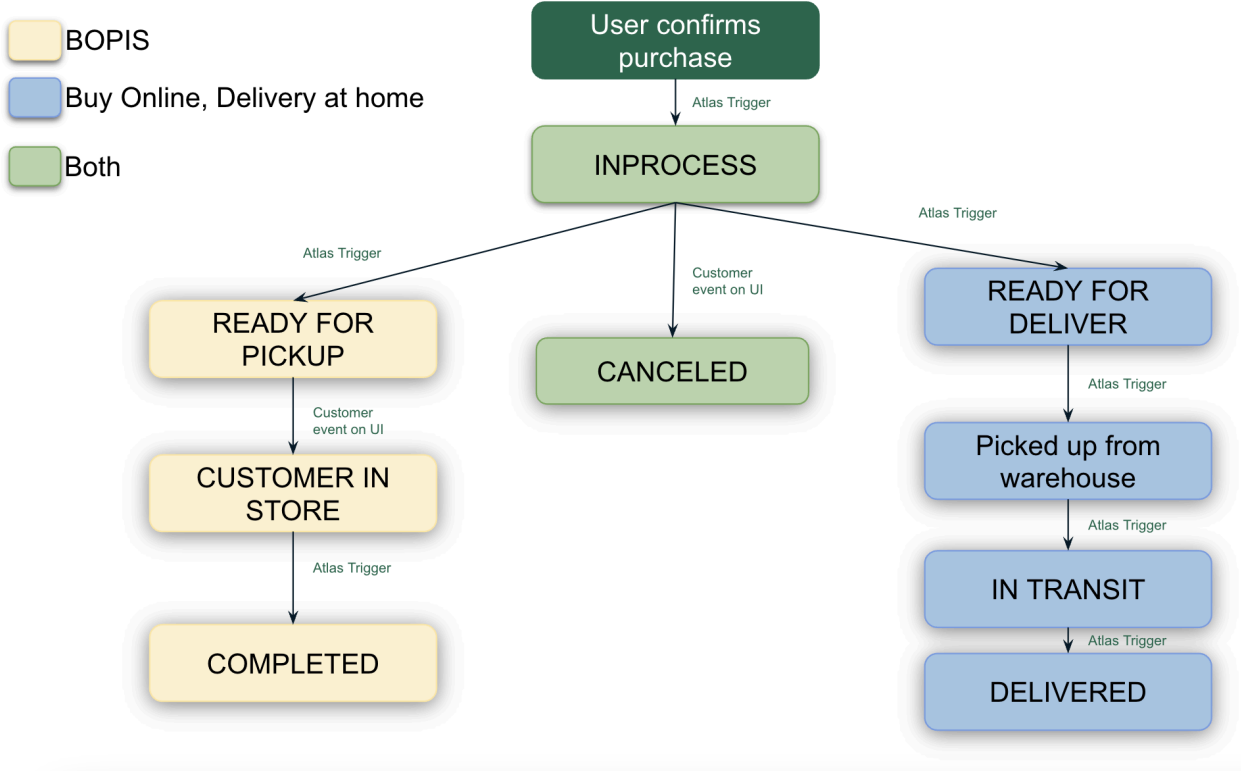 BOPIS
Buy Online, Delivery at home
Both
User confirms
purchase
Atlas Trigger
INPROCESS
Atlas Trigger
Customer
event on UI
Atlas Trigger
READY FOR
PICKUP
CANCELED
READY FOR
DELIVER
Customer
event on UI
Atlas Trigger
CUSTOMER IN
STORE
Picked up from
warehouse
Atlas Trigger
Atlas Trigger
COMPLETED
IN TRANSIT
Atlas Trigger
DELIVERED